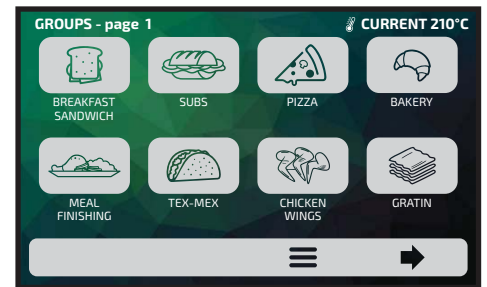 GROUPS - page 1
CURRENT 210°C
BREAKFAST
SANDWICH
SUBS
PIZZA
BAKERY
MEAL
FINISHING
TEX-MEX
CHICKEN
WINGS
GRATIN